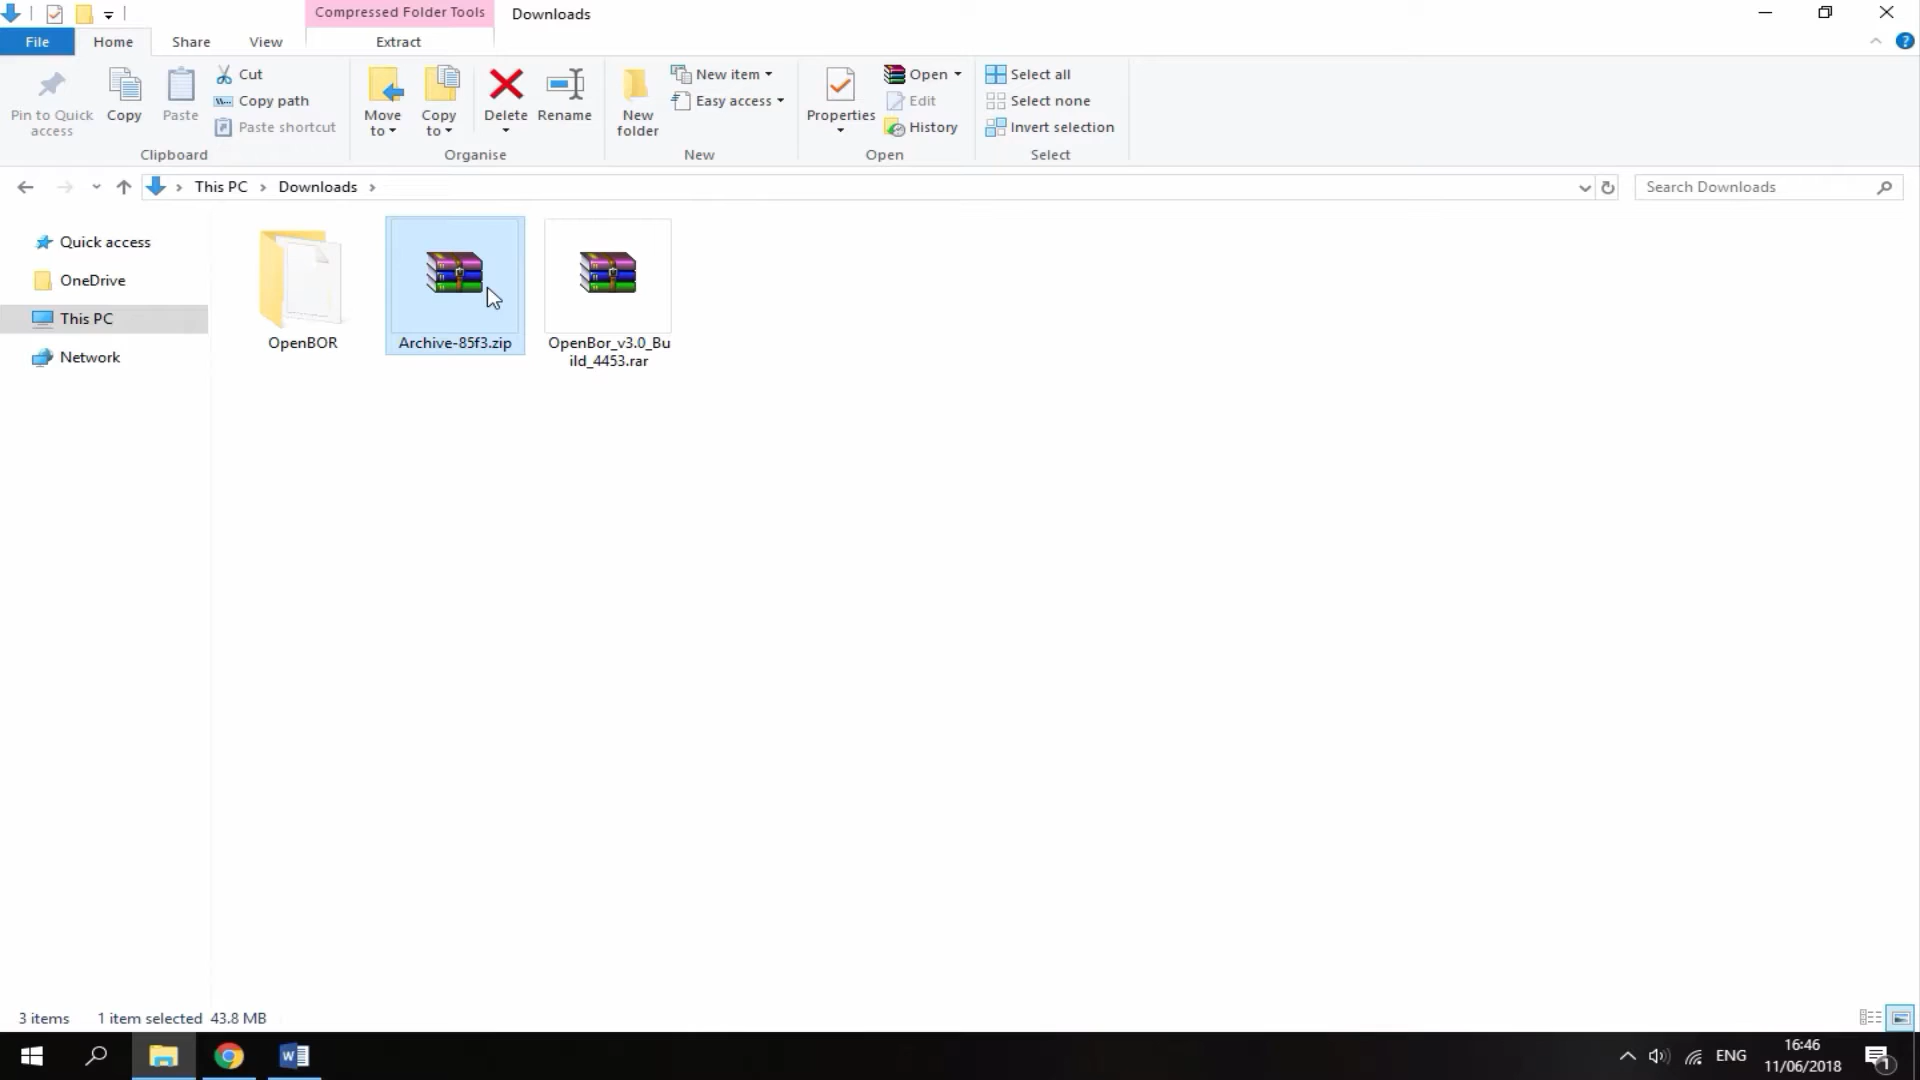 Compressed Folder Tools
Downloads
File
Home
Share
View
Extract
Pin to Quick
access
Copy
Paste
Cut
Copy path
Paste shortcut
Clipboard
Move
to
Copy
to
Delete
Rename
Organise
New
folder
New item
Easy access
New
Properties
Open
Edit
History
Open
Select all
Select none
Invert selection
Select
This PC
Downloads
Search Downloads
Quick access
OneDrive
This PC
Network
OpenBOR
Archive-85f3.zip
OpenBor_v3.0_Bu
ild_4453.rar
3 items
1 item selected 43.8 MB
ENG
16:46
11/06/2018
1